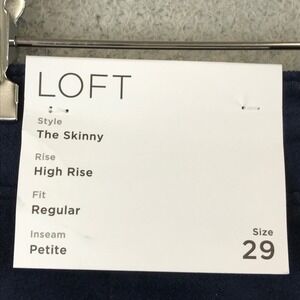 LOFT
Style
The Skinny
Rise
High Rise
Fit
Regular
Inseam
Petite
Size
29